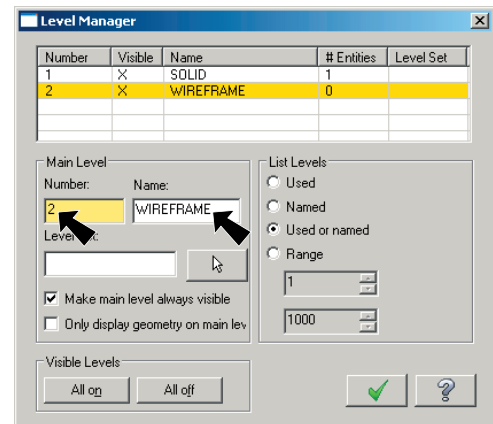 Level Manager
Number Visible Name # Entities Level Set
1 X SOLID 1
2 X WIREFRAME 0
Main Level
Number: Name:
2 WIREFRAME
Make main level always visible
Only display geometry on main lev
List Levels
Used
Named
Used or named
Range
1
1000
Visible Levels
All on All off